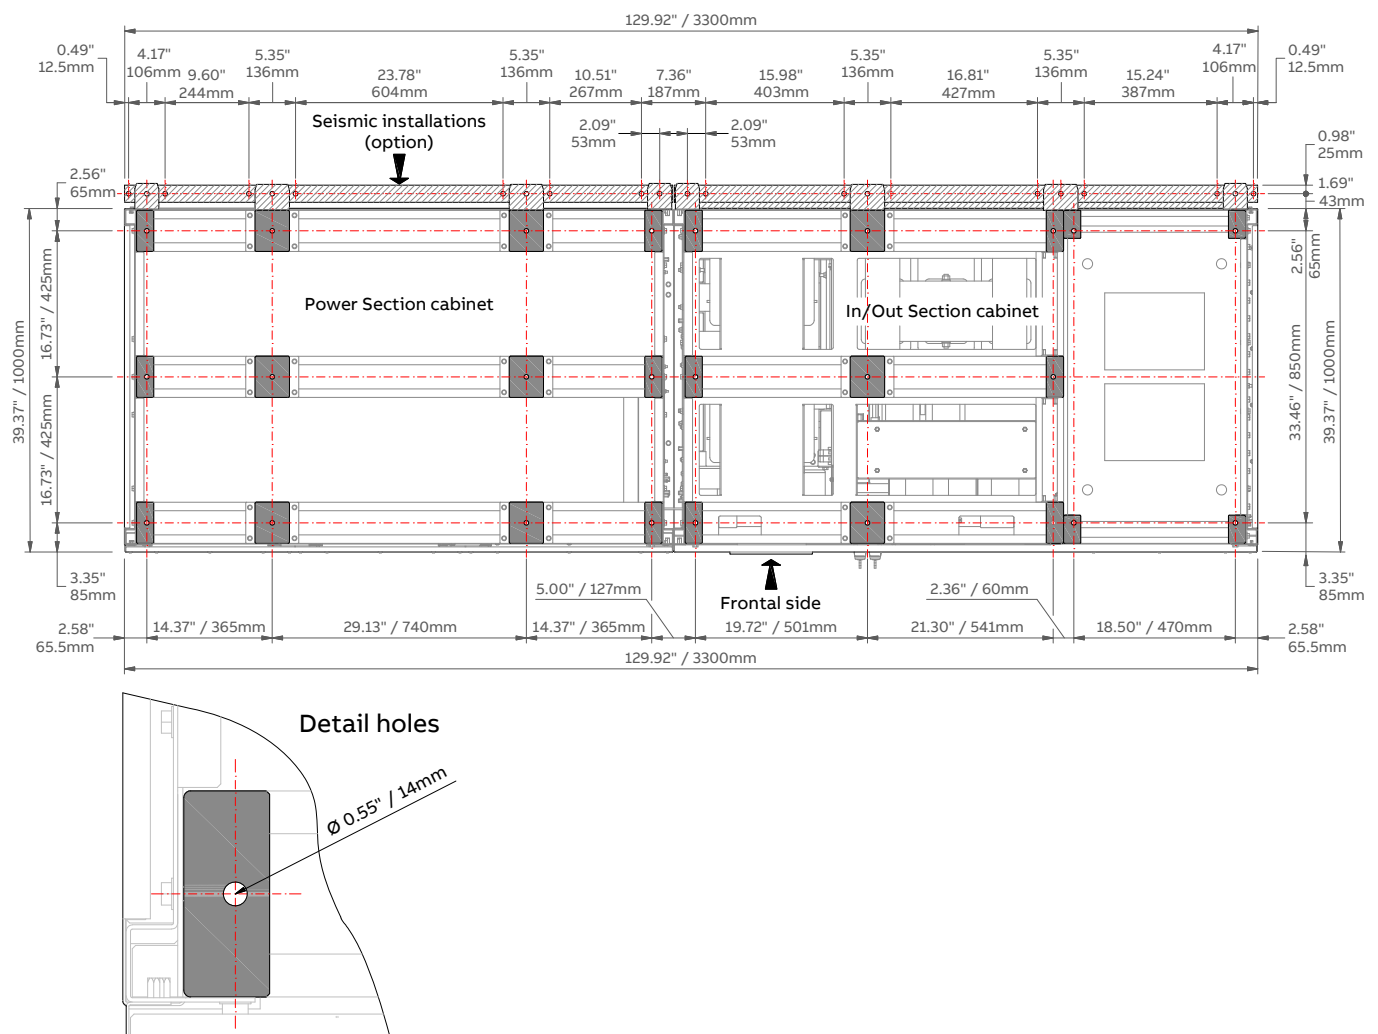 129.92" / 3300mm
0.49"
12.5mm
4.17"
106mm
9.60"
244mm
5.35"
136mm
23.78"
604mm
5.35"
136mm
10.51"
267mm
7.36"
187mm
15.98"
403mm
5.35"
136mm
16.81"
427mm
5.35"
136mm
15.24"
387mm
4.17"
106mm
0.49"
12.5mm
Seismic installations
(option)
2.09"
53mm
2.09"
53mm
0.98"
25mm
1.69"
43mm
2.56"
65mm
2.56"
65mm
39.37" / 1000mm
16.73" / 425mm
16.73" / 425mm
Power Section cabinet
In/Out Section cabinet
33.46" / 850mm
39.37" / 1000mm
3.35"
85mm
3.35"
85mm
5.00" / 127mm
Frontal side
2.36" / 60mm
2.58"
65.5mm
14.37" / 365mm
29.13" / 740mm
14.37" / 365mm
19.72" / 501mm
21.30" / 541mm
18.50" / 470mm
2.58"
65.5mm
129.92" / 3300mm
Detail holes
Ø 0.55" / 14mm